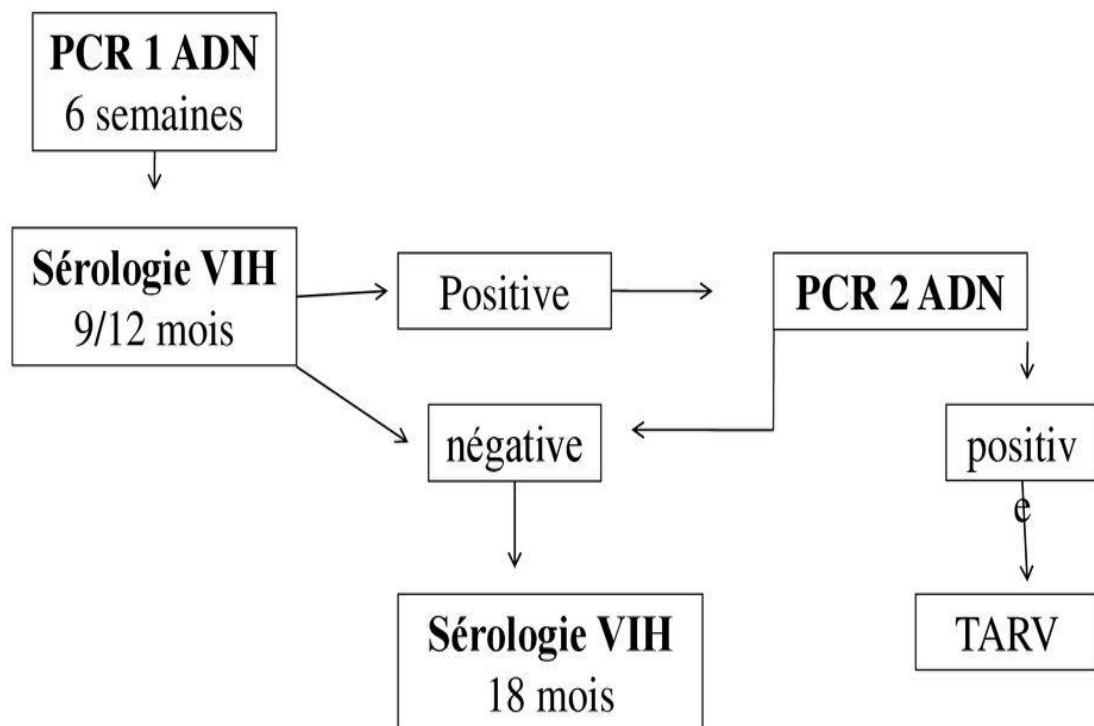 PCR 1 ADN
6 semaines
Sérologie VIH
9/12 mois
Positive
PCR 2 ADN
négative
positiv
e
Sérologie VIH
18 mois
TARV